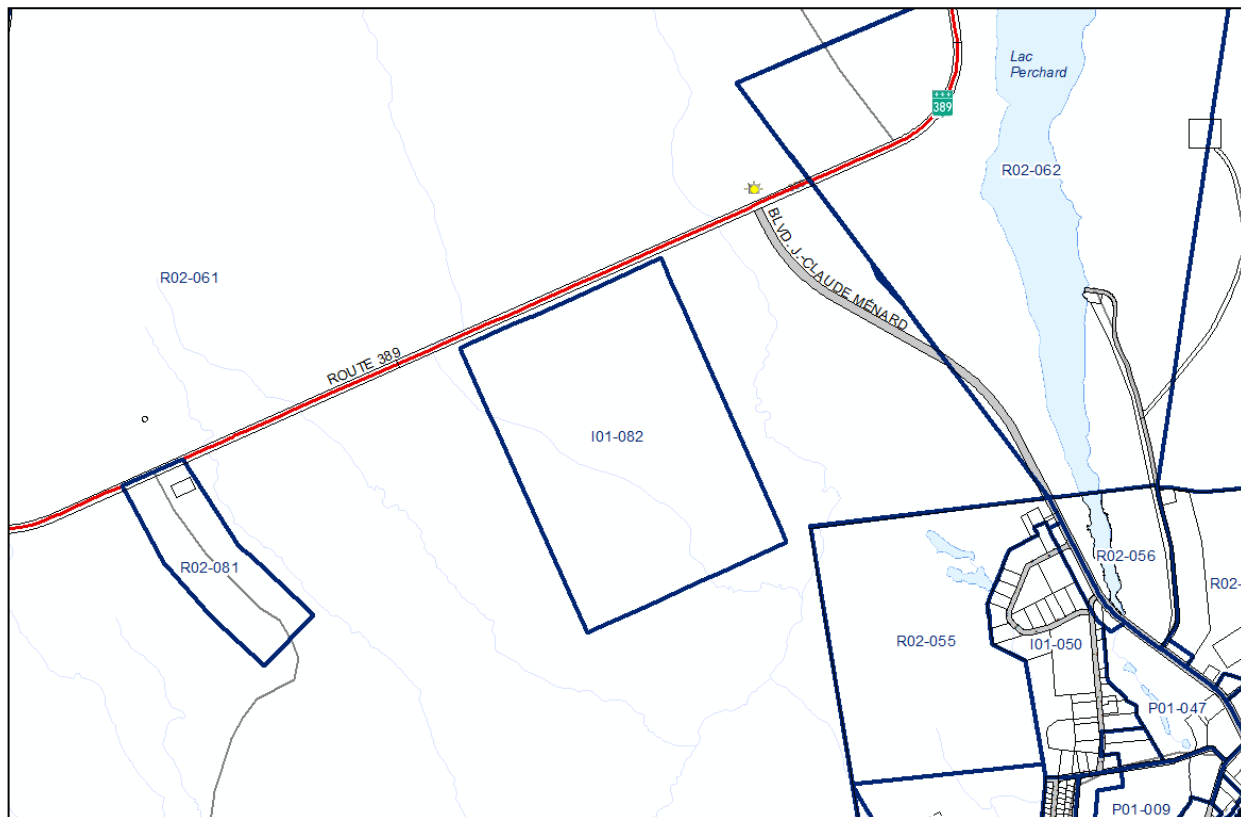 Lac
Perchard
389
R02-062
BLVD. J.-CLAUDE MÉNARD
R02-061
ROUTE 389
I01-082
R02-056
R02-081
R02-
R02-055
I01-050
P01-047
P01-009